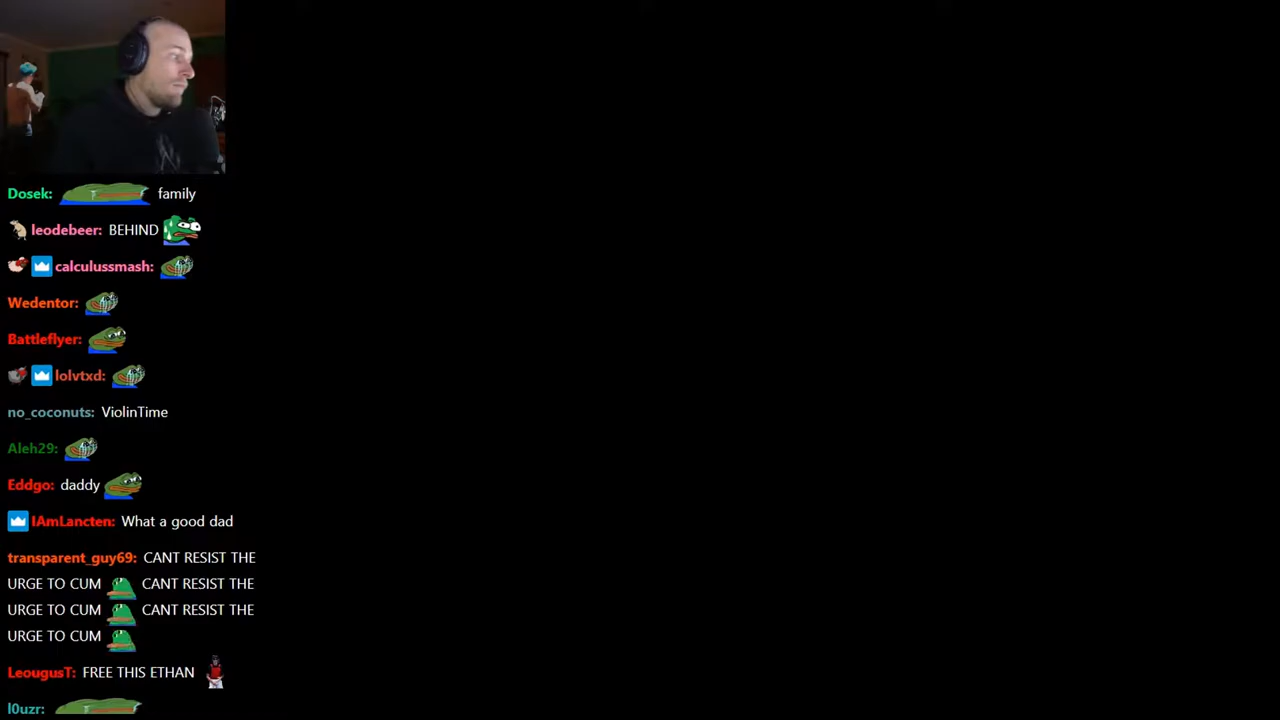 Dosek: family
leodebeer: BEHIND
calculussmash:
Wedentor:
Battleflyer:
lolvtxd:
no_coconuts: ViolinTime
Aleh29:
Eddgo: daddy
IAmLancten: What a good dad
transparent_guy69: CANT RESIST THE
URGE TO CUM CANT RESIST THE
URGE TO CUM CANT RESIST THE
URGE TO CUM
LeougusT: FREE THIS ETHAN
l0uzr: